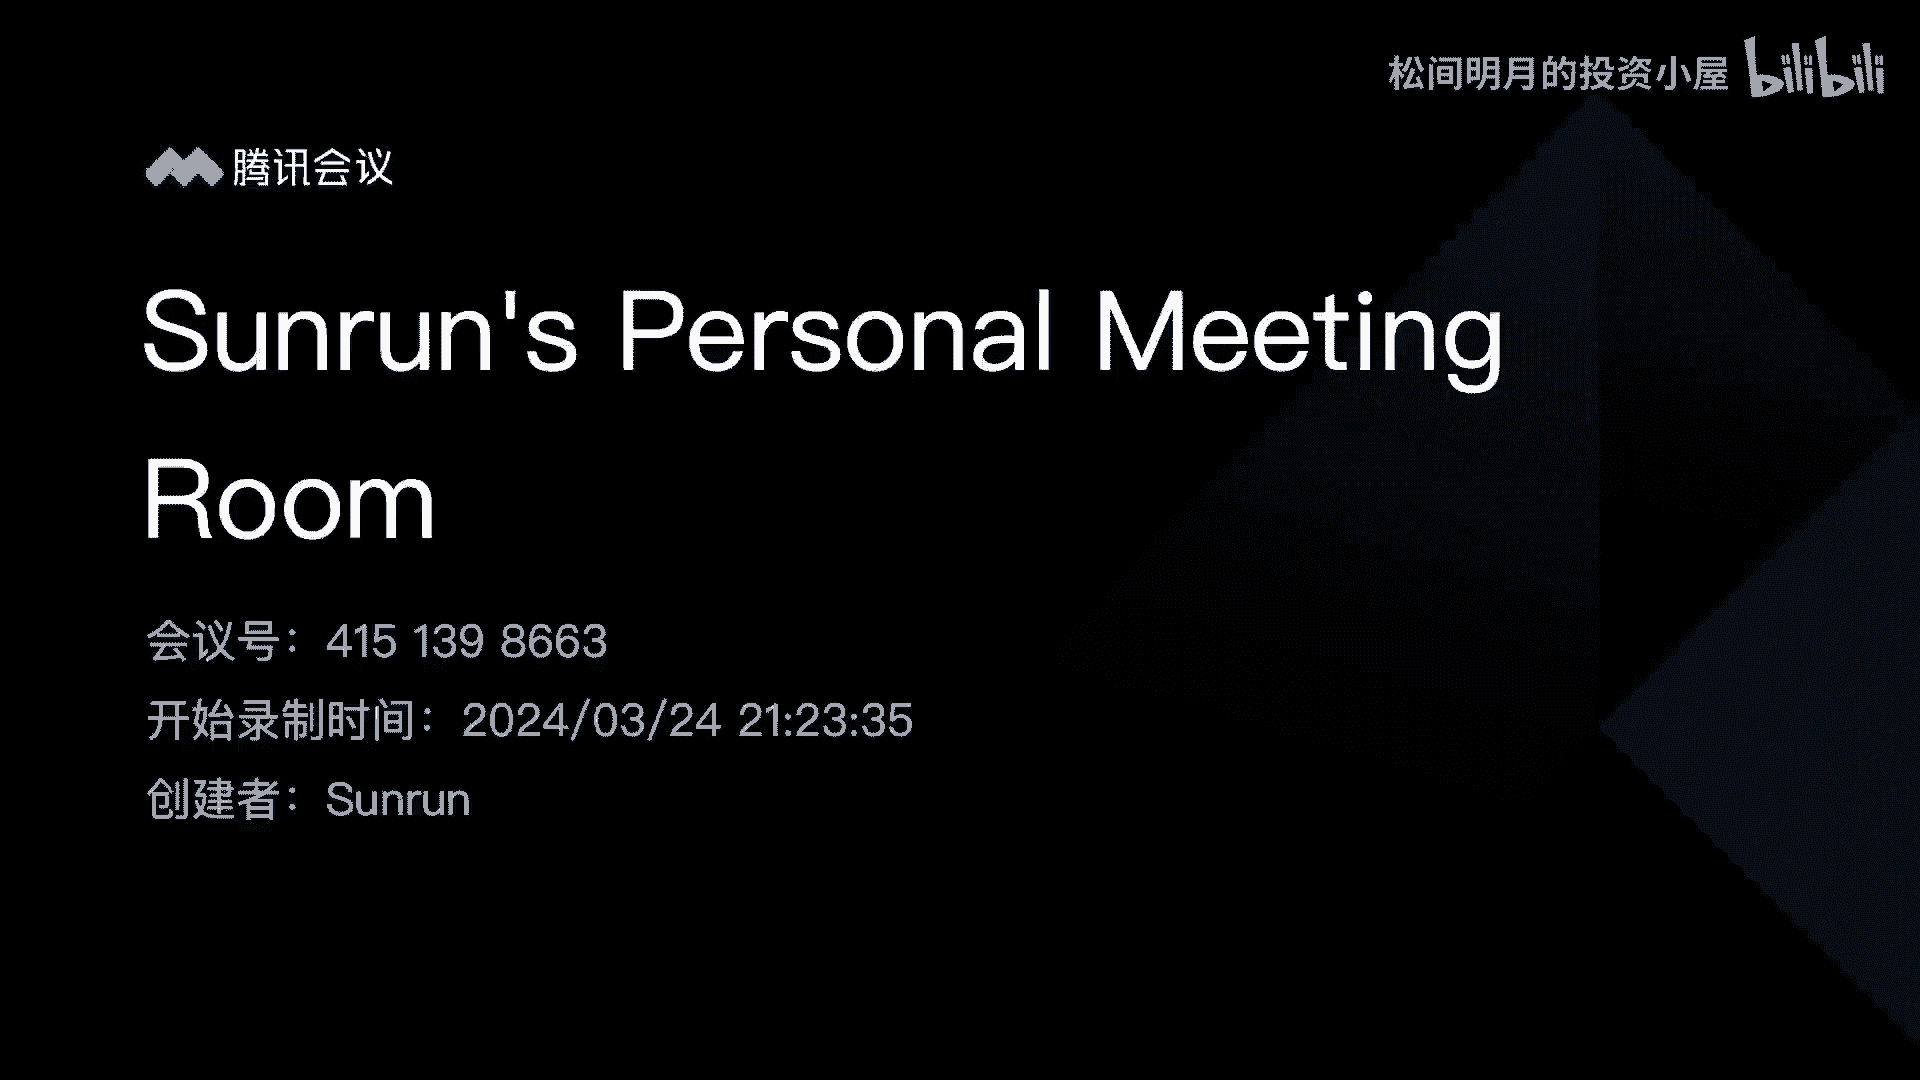 松间明月的投资小屋 bilibili
腾讯会议
Sunrun's Personal Meeting
Room
会议号：415 139 8663
开始录制时间：2024/03/24 21:23:35
创建者：Sunrun